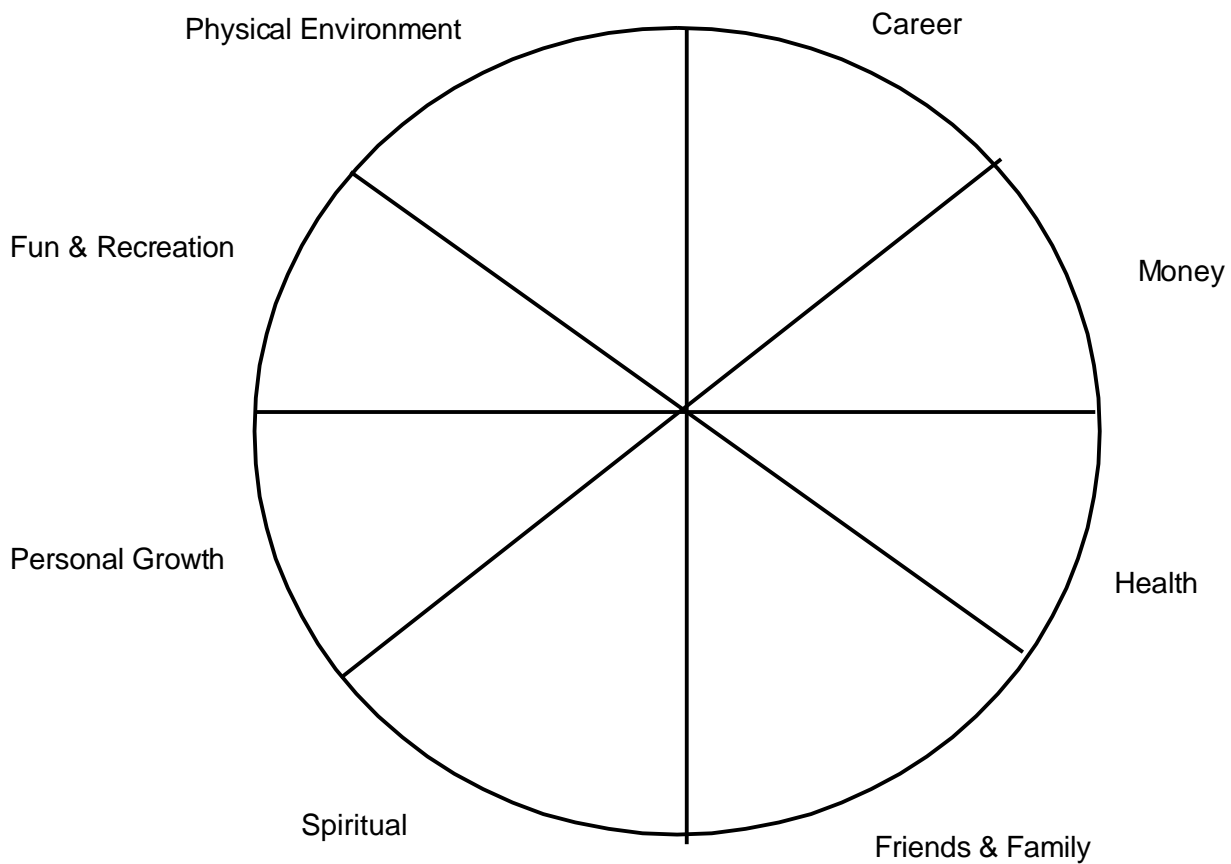 Physical Environment
Career
Fun & Recreation
Money
Personal Growth
Health
Spiritual
Friends & Family